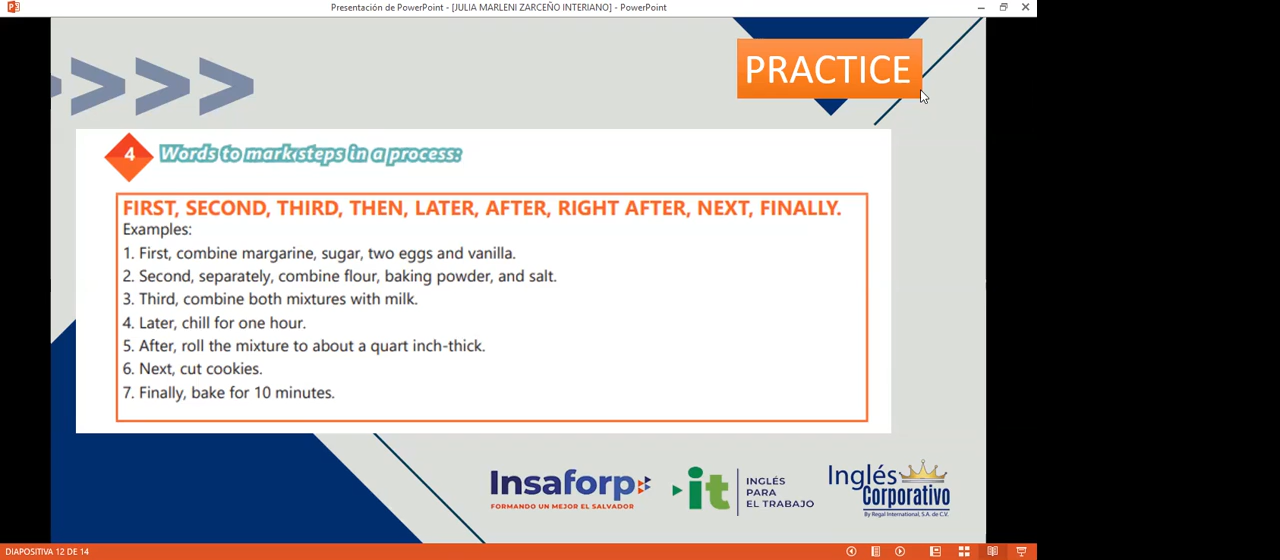 Presentación de PowerPoint - [JULIA MARLENI ZARCEÑO INTERIANO] - PowerPoint
PRACTICE
4
Words to mark steps in a process:
FIRST, SECOND, THIRD, THEN, LATER, AFTER, RIGHT AFTER, NEXT, FINALLY.
Examples:
1. First, combine margarine, sugar, two eggs and vanilla.
2. Second, separately, combine flour, baking powder, and salt.
3. Third, combine both mixtures with milk.
4. Later, chill for one hour.
5. After, roll the mixture to about a quart inch-thick.
6. Next, cut cookies.
7. Finally, bake for 10 minutes.
Insaforp
FORMANDO UN MEJOR EL SALVADOR
it
INGLÉS
PARA
EL TRABAJO
Inglés
Corporativo
By Regal International, S.A. de C.V.
DIAPOSITIVA 12 DE 14